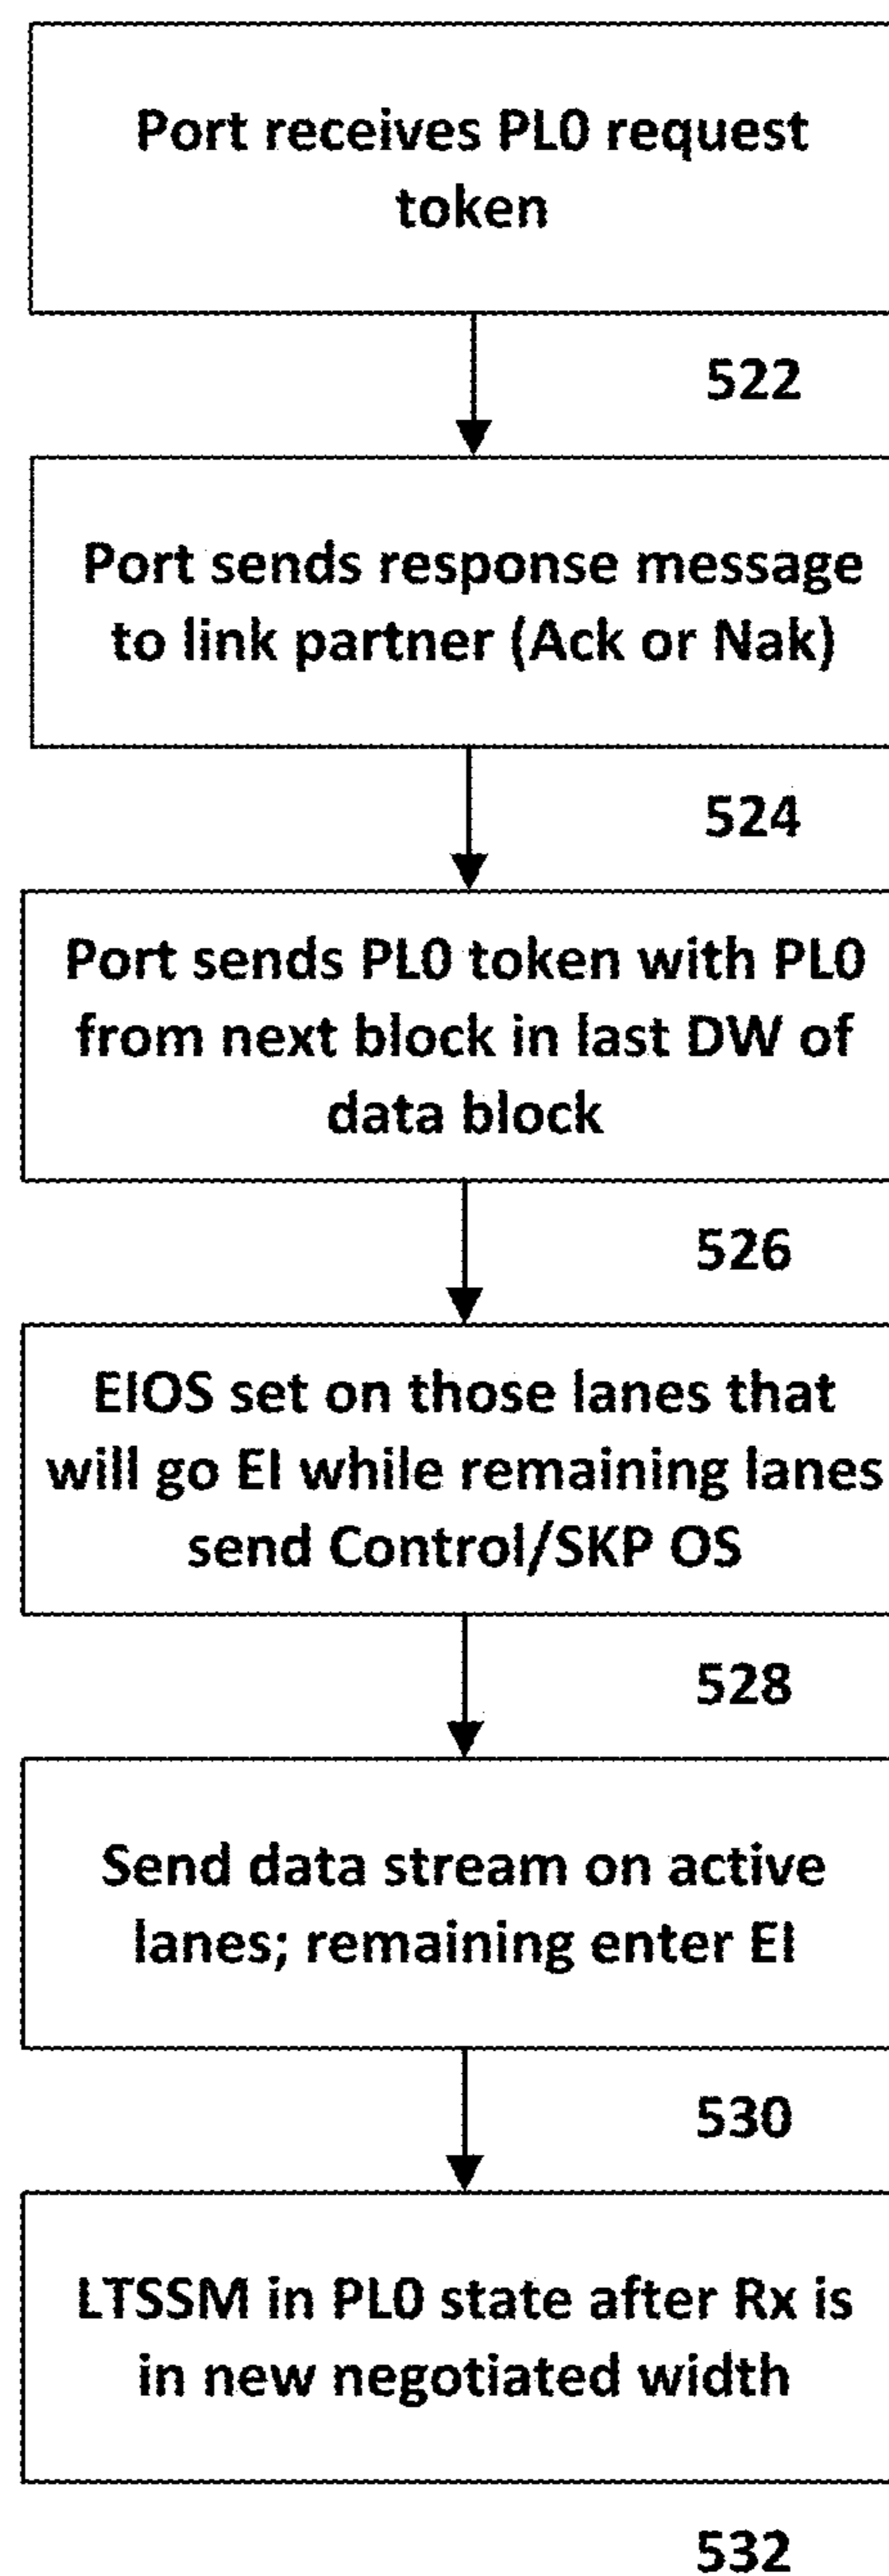 Port receives PL0 request
token
522
Port sends response message
to link partner (Ack or Nak)
524
Port sends PL0 token with PL0
from next block in last DW of
data block
526
EIOS set on those lanes that
will go EI while remaining lanes
send Control/SKP OS
528
Send data stream on active
lanes; remaining enter EI
530
LTSSM in PL0 state after Rx is
in new negotiated width
532